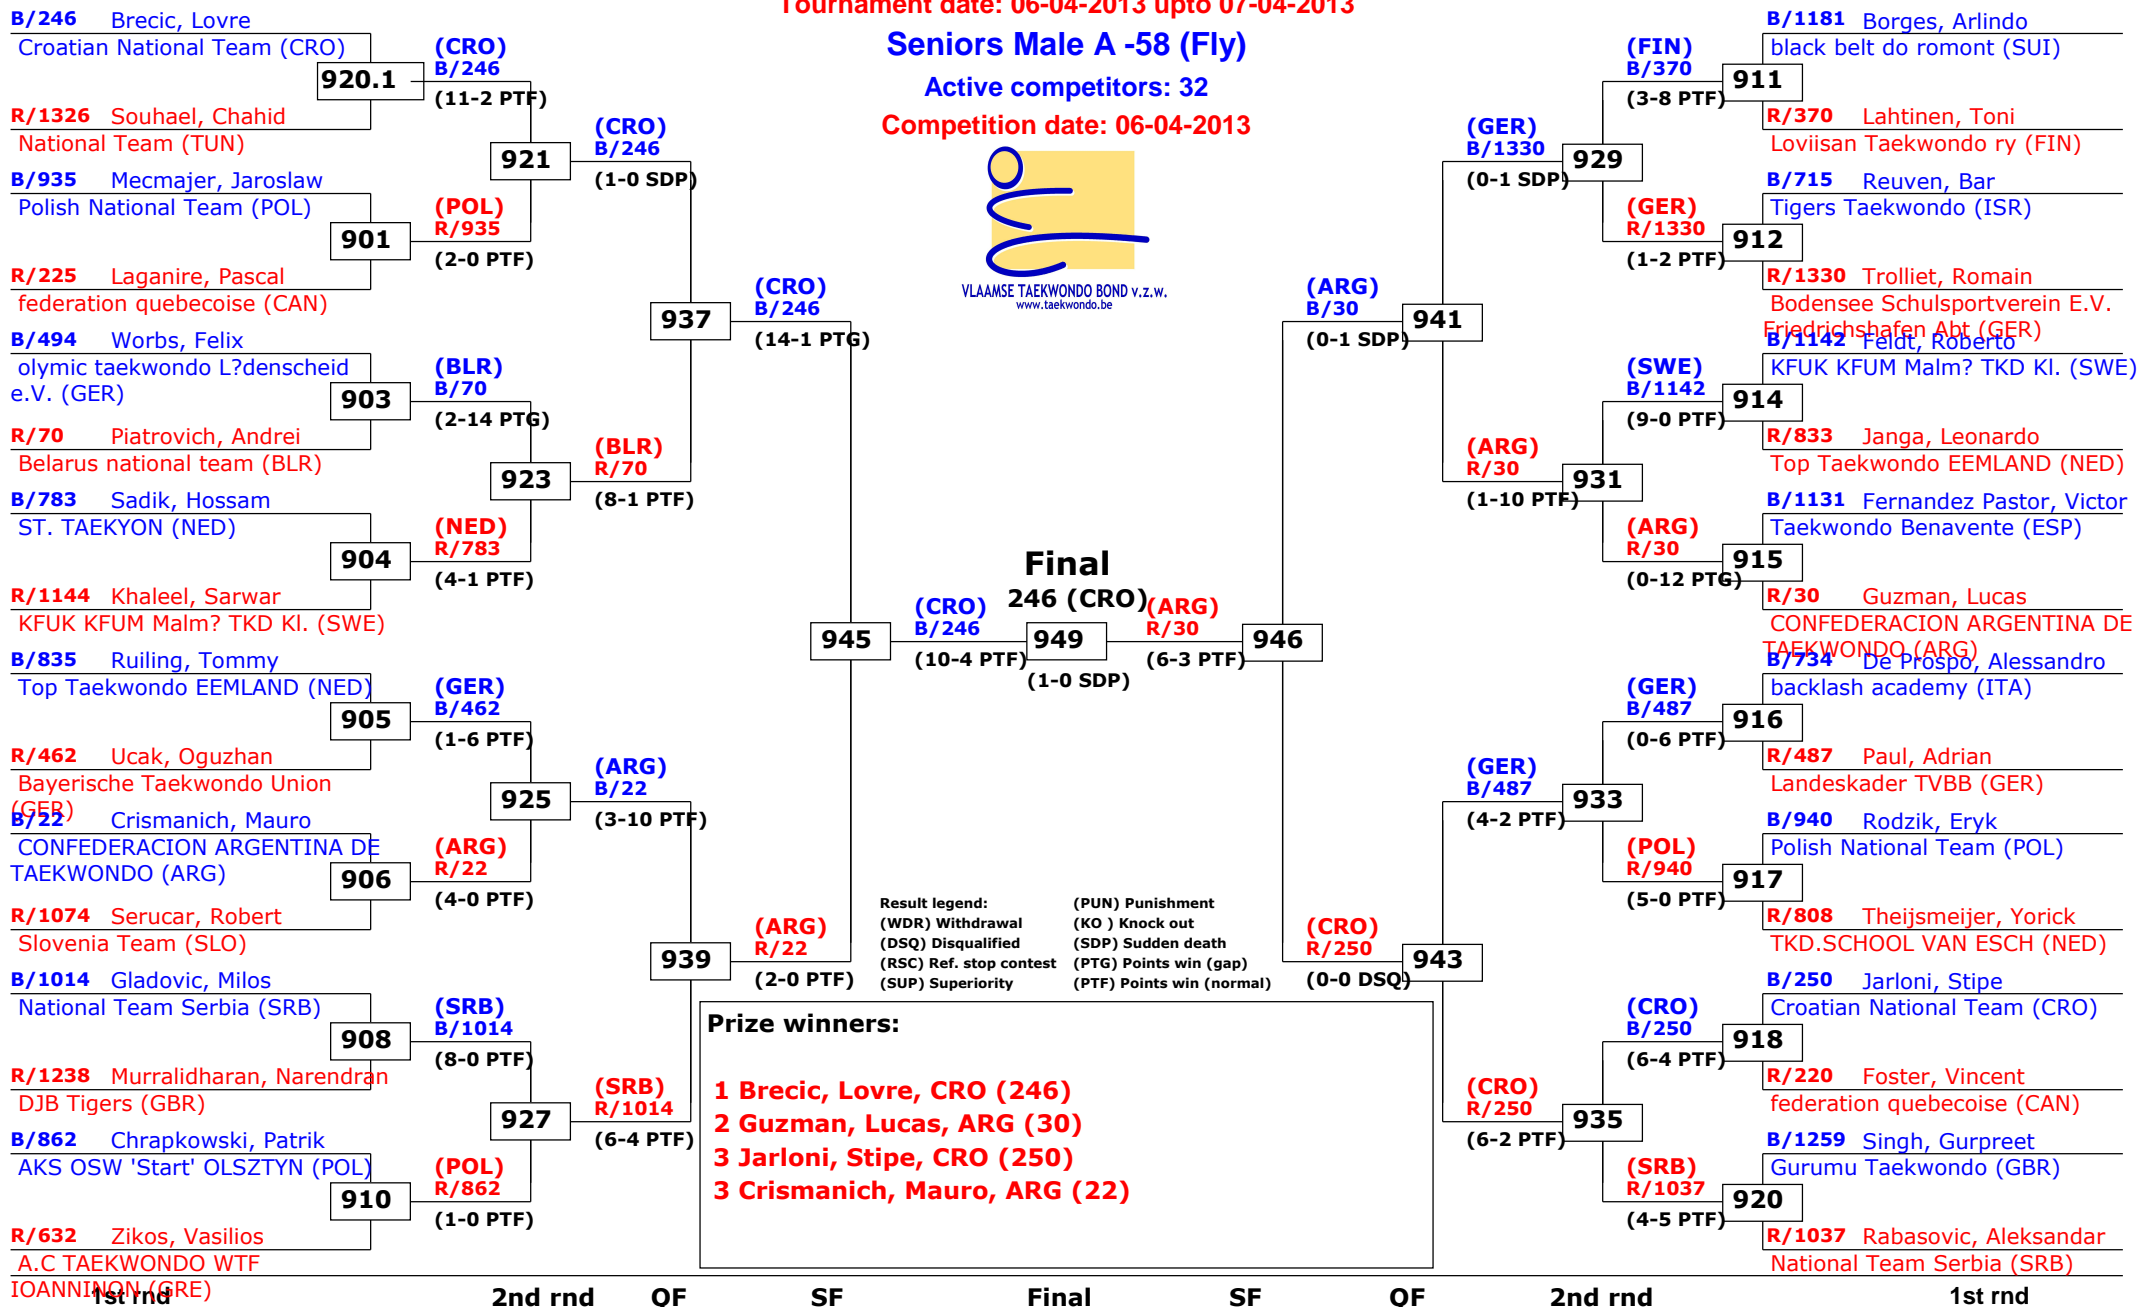 Tournament date: 06-04-2013 upto 07-04-2013
Seniors Male A -58 (Fly)
Active competitors: 32
Competition date: 06-04-2013
VLAAMSE TAEKWONDO BOND v.z.w.
www.taekwondo.be
B/246 Brecic, Lovre
Croatian National Team (CRO)
920.1
R/1326 Souhael, Chahid
National Team (TUN)
B/935 Mecmajer, Jaroslaw
Polish National Team (POL)
901
R/225 Laganire, Pascal
federation quebecoise (CAN)
B/494 Worbs, Felix
olymic taekwondo L?denscheid
e.V. (GER)
903
R/70 Piatrovich, Andrei
Belarus national team (BLR)
B/783 Sadik, Hossam
ST. TAEKYON (NED)
904
R/1144 Khaleel, Sarwar
KFUK KFUM Malm? TKD Kl. (SWE)
B/835 Ruiling, Tommy
Top Taekwondo EEMLAND (NED)
905
R/462 Ucak, Oguzhan
Bayerische Taekwondo Union
(GER)
B/22 Crismanich, Mauro
CONFEDERACION ARGENTINA DE
TAEKWONDO (ARG)
906
R/1074 Serucar, Robert
Slovenia Team (SLO)
B/1014 Gladovic, Milos
National Team Serbia (SRB)
908
R/1238 Murralidharan, Narendran
DJB Tigers (GBR)
B/862 Chrapkowski, Patrik
AKS OSW 'Start' OLSZTYN (POL)
910
R/632 Zikos, Vasilios
A.C TAEKWONDO WTF
IOANNINON (GRE)
(CRO)
B/246
(11-2 PTF)
921
(POL)
R/935
(2-0 PTF)
(BLR)
B/70
(2-14 PTG)
923
(NED)
R/783
(4-1 PTF)
(GER)
B/462
(1-6 PTF)
925
(ARG)
R/22
(4-0 PTF)
(SRB)
B/1014
(8-0 PTF)
927
(POL)
R/862
(1-0 PTF)
(CRO)
B/246
(1-0 SDP)
937
(BLR)
R/70
(8-1 PTF)
(ARG)
B/22
(3-10 PTF)
939
(SRB)
R/1014
(6-4 PTF)
(CRO)
B/246
(14-1 PTG)
945
(ARG)
R/22
(2-0 PTF)
(CRO)
B/246
(10-4 PTF)
Final
246 (CRO)
949
(1-0 SDP)
(ARG)
R/30
(6-3 PTF)
946
(ARG)
B/30
(0-1 SDP)
(CRO)
R/250
(0-0 DSQ)
941
943
(GER)
B/1330
(0-1 SDP)
(ARG)
R/30
(1-10 PTF)
(GER)
B/487
(4-2 PTF)
(CRO)
R/250
(6-2 PTF)
929
931
933
935
(FIN)
B/370
(3-8 PTF)
(GER)
R/1330
(1-2 PTF)
(SWE)
B/1142
(9-0 PTF)
(ARG)
R/30
(0-12 PTG)
(GER)
B/487
(0-6 PTF)
(POL)
R/940
(5-0 PTF)
(CRO)
B/250
(6-4 PTF)
(SRB)
R/1037
(4-5 PTF)
B/1181 Borges, Arlindo
black belt do romont (SUI)
911
R/370 Lahtinen, Toni
Loviisan Taekwondo ry (FIN)
B/715 Reuven, Bar
Tigers Taekwondo (ISR)
912
R/1330 Trolliet, Romain
Bodensee Schulsportverein E.V.
Friedrichshafen Abt (GER)
B/1142 Feldt, Roberto
KFUK KFUM Malm? TKD Kl. (SWE)
914
R/833 Janga, Leonardo
Top Taekwondo EEMLAND (NED)
B/1131 Fernandez Pastor, Victor
Taekwondo Benavente (ESP)
915
R/30 Guzman, Lucas
CONFEDERACION ARGENTINA DE
TAEKWONDO (ARG)
B/734 De Prospo, Alessandro
backlash academy (ITA)
916
R/487 Paul, Adrian
Landeskader TVBB (GER)
B/940 Rodzik, Eryk
Polish National Team (POL)
917
R/808 Theijsmeijer, Yorick
TKD.SCHOOL VAN ESCH (NED)
B/250 Jarloni, Stipe
Croatian National Team (CRO)
918
R/220 Foster, Vincent
federation quebecoise (CAN)
B/1259 Singh, Gurpreet
Gurumu Taekwondo (GBR)
920
R/1037 Rabasovic, Aleksandar
National Team Serbia (SRB)
Result legend: (PUN) Punishment
(WDR) Withdrawal (KO ) Knock out
(DSQ) Disqualified (SDP) Sudden death
(RSC) Ref. stop contest (PTG) Points win (gap)
(SUP) Superiority (PTF) Points win (normal)
Prize winners:
1 Brecic, Lovre, CRO (246)
2 Guzman, Lucas, ARG (30)
3 Jarloni, Stipe, CRO (250)
3 Crismanich, Mauro, ARG (22)
1st rnd 2nd rnd QF SF Final SF QF 2nd rnd 1st rnd